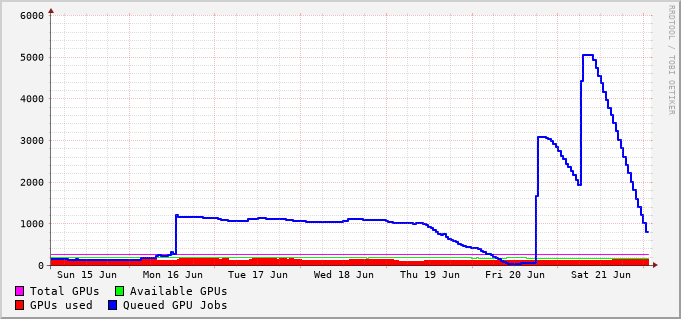 6000
5000
4000
3000
2000
1000
0
Sun 15 Jun Mon 16 Jun Tue 17 Jun Wed 18 Jun Thu 19 Jun Fri 20 Jun Sat 21 Jun
Total GPUs Available GPUs
GPUs used Queued GPU Jobs
RRDTOOL / TOBI OETIKER